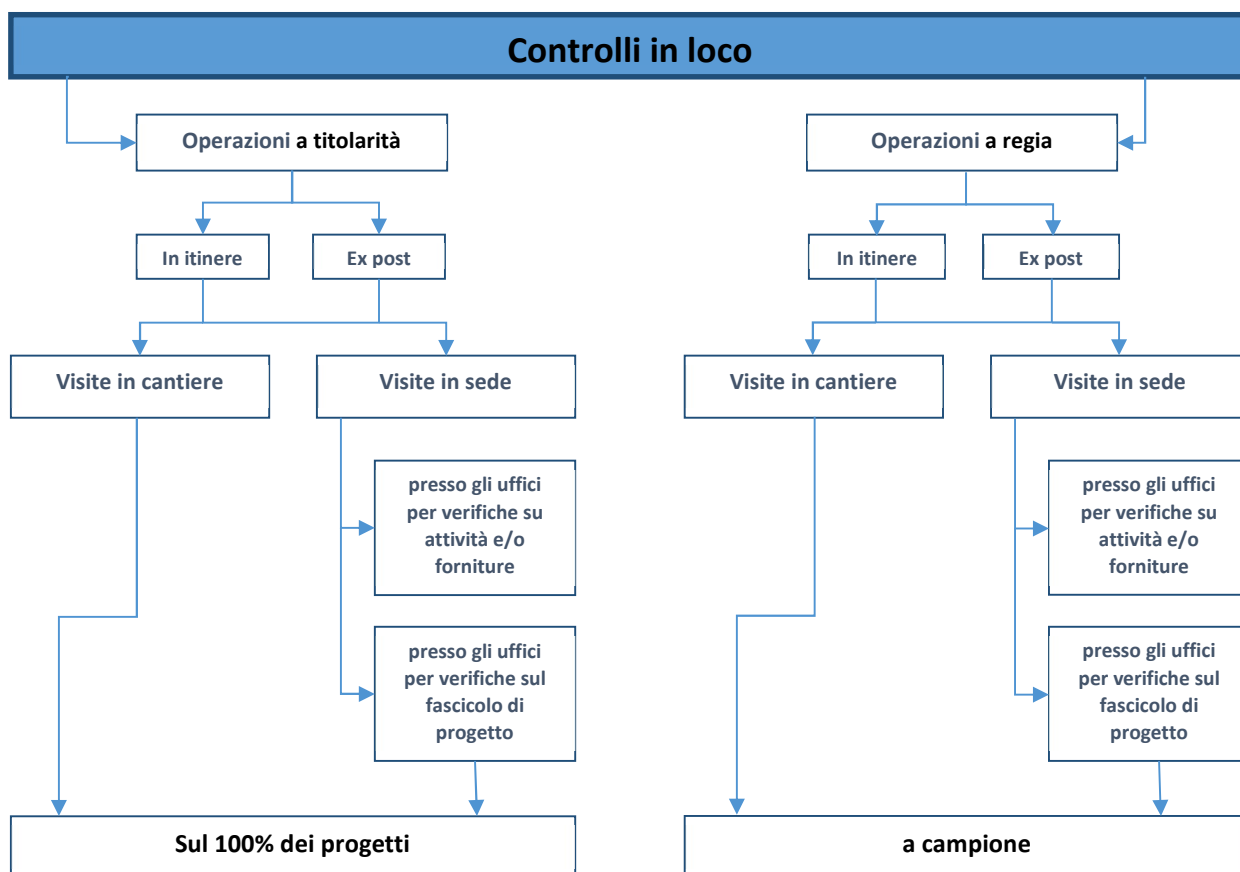 Controlli in loco
Operazioni a titolarità
Operazioni a regia
In itinere
Ex post
In itinere
Ex post
Visite in cantiere
Visite in sede
Visite in cantiere
Visite in sede
presso gli uffici
per verifiche su
attività e/o
forniture
presso gli uffici
per verifiche su
attività e/o
forniture
presso gli uffici
per verifiche sul
fascicolo di
progetto
presso gli uffici
per verifiche sul
fascicolo di
progetto
Sul 100% dei progetti
a campione